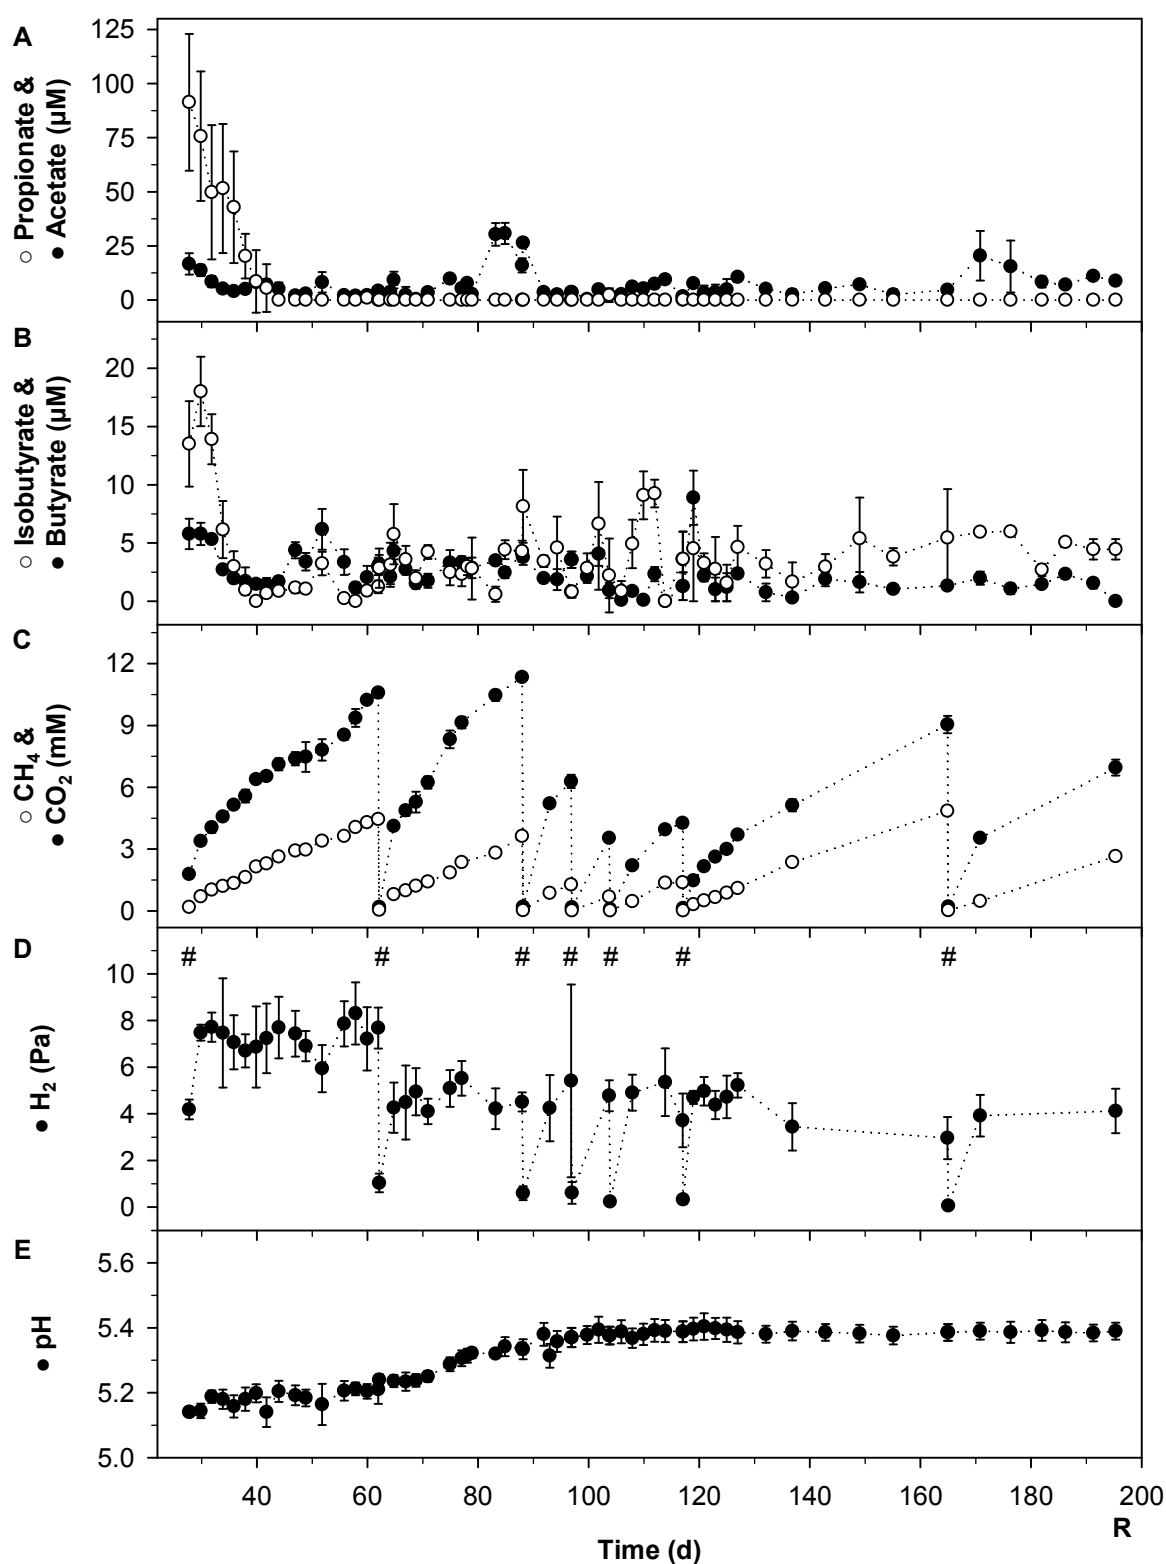 A
○ Propionate &
● Acetate (µM)
125
100
75
50
25
0
B
○ Isobutyrate &
● Butyrate (µM)
20
15
10
5
0
C
○ CH4 &
● CO2 (mM)
12
9
6
3
0
D
# # # # # # #
● H2 (Pa)
10
8
6
4
2
0
E
● pH
5.6
5.4
5.2
5.0
40 60 80 100 120 140 160 180 200
R
Time (d)